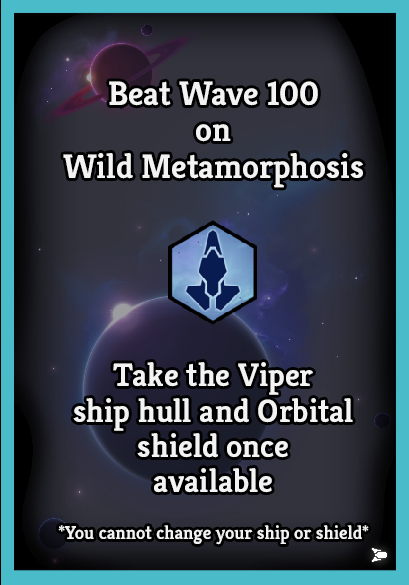 Beat Wave 100
on
Wild Metamorphosis
Take the Viper
ship hull and Orbital
shield once
available
*You cannot change your ship or shield*